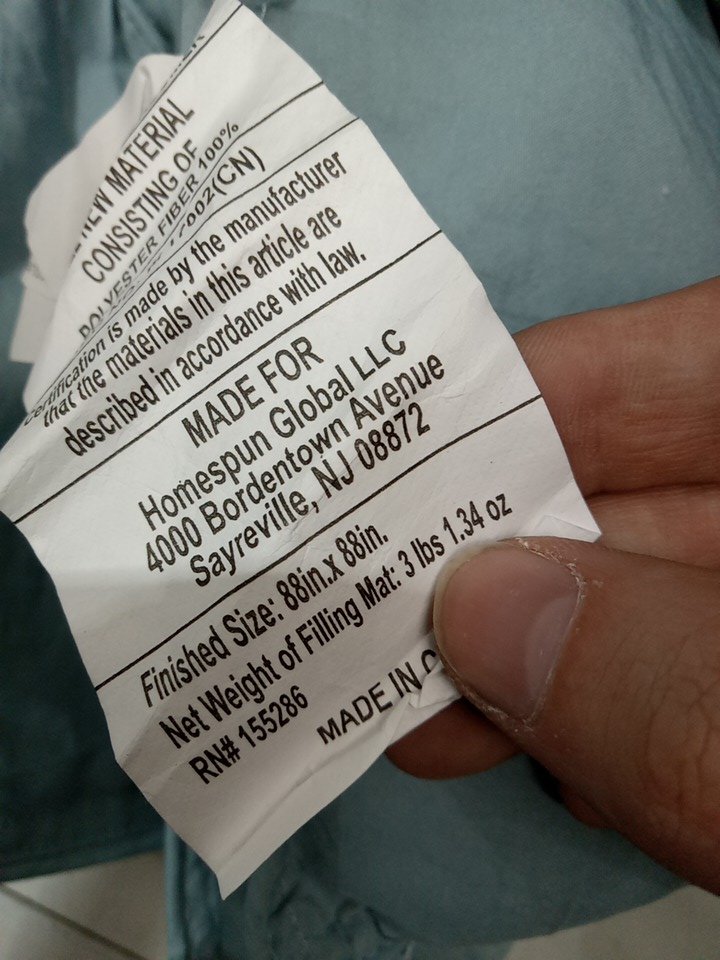 NEW MATERIAL
CONSISTING OF
POLYESTER FIBER 100%
(CN)
Certification is made by the manufacturer
that the materials in this article are
described in accordance with law.
MADE FOR
Homespun Global LLC
4000 Bordentown Avenue
Sayreville, NJ 08872
Finished Size: 88in.x 88in.
Net Weight of Filling Mat: 3 lbs 1.34 oz
RN# 155286
MADE IN C